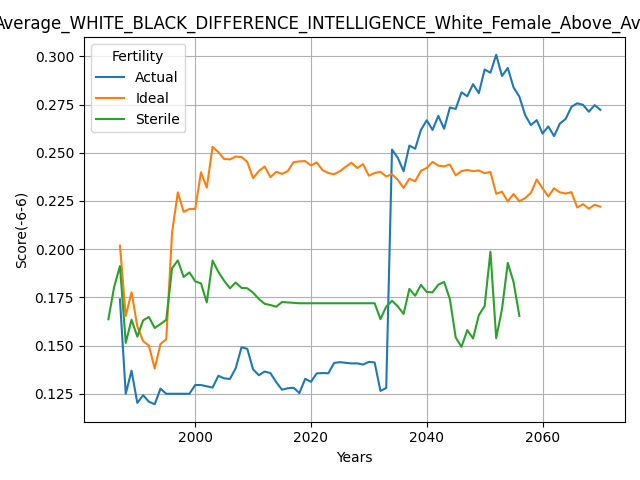 Average_WHITE_BLACK_DIFFERENCE_INTELLIGENCE_White_Female_Above_Av
Fertility
Actual
Ideal
Sterile
0.300
0.275
0.250
0.225
0.200
0.175
0.150
0.125
Score(-6-6)
2000 2020 2040 2060
Years